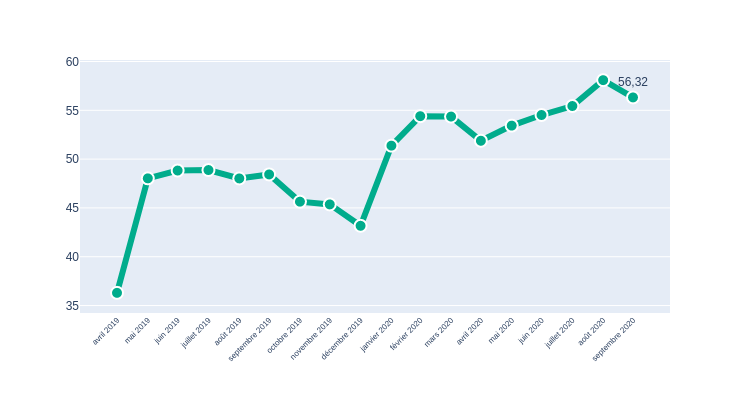 60
55
50
45
40
35
56,32
avril 2019
mai 2019
juin 2019
juillet 2019
août 2019
septembre 2019
octobre 2019
novembre 2019
décembre 2019
janvier 2020
février 2020
mars 2020
avril 2020
mai 2020
juin 2020
juillet 2020
août 2020
septembre 2020